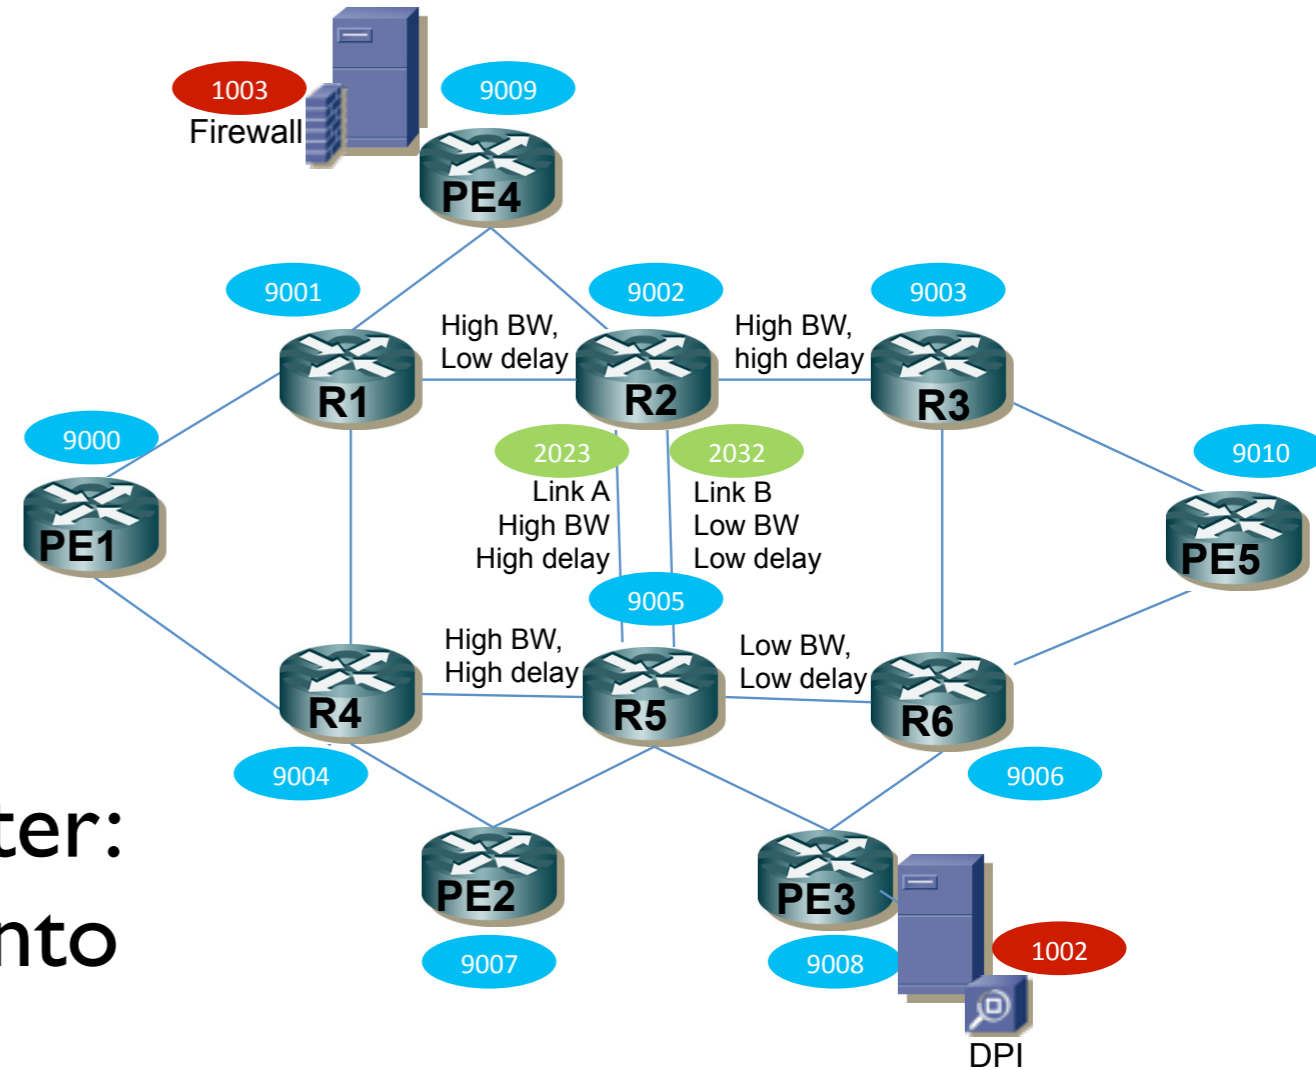 1003
9009
Firewall
PE4
9001
9002
9003
High BW,
Low delay
High BW,
high delay
R1
R2
R3
9000
2023
2032
9010
Link A
High BW
High delay
Link B
Low BW
Low delay
PE1
PE5
9005
High BW,
High delay
Low BW,
Low delay
R4
R5
R6
9004
9006
ter:
PE2
PE3
nto
9007
9008
1002
DPI